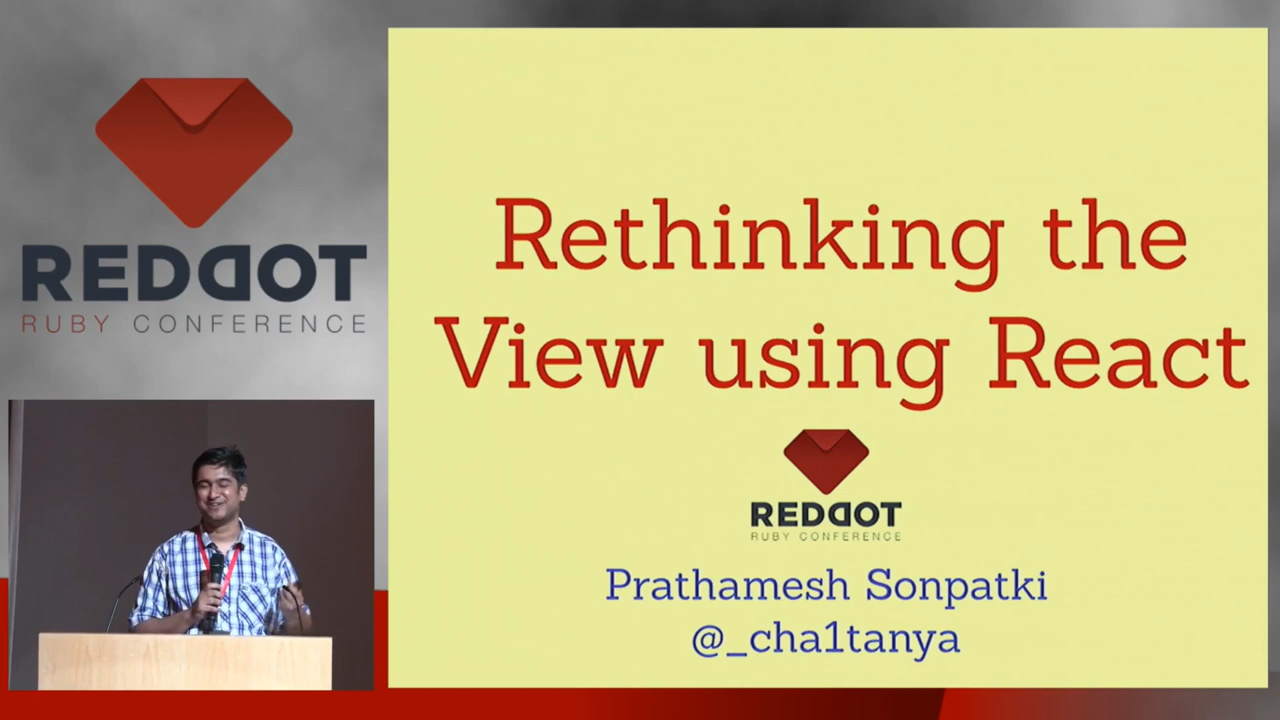 REDDOT
RUBY CONFERENCE
Rethinking the
View using React
REDDOT
RUBY CONFERENCE
Prathamesh Sonpatki
@_cha1tanya